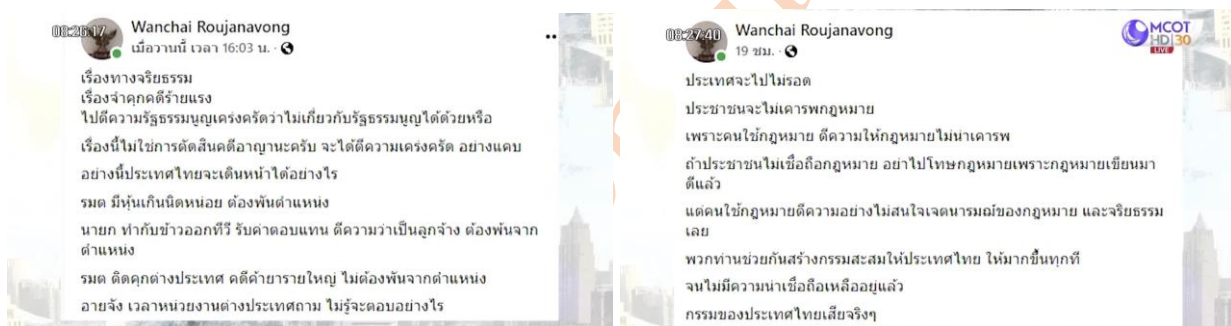 08:26:17
Wanchai Roujanavong
เมื่อวานนี้ เวลา 16:03 น.
เรื่องทางจริยธรรม
เรื่องจำคุกคดีร้ายแรง
ไปตีความรัฐธรรมนูญเคร่งครัดว่าไม่เกี่ยวกับรัฐธรรมนูญได้ด้วยหรือ
เรื่องนี้ไม่ใช่การตัดสินคดีอาญานะครับ จะได้ตีความเคร่งครัด อย่างแคบ
อย่างนี้ประเทศไทยจะเดินหน้าได้อย่างไร
รมต มีหุ้นเกินนิดหน่อย ต้องพ้นตำแหน่ง
นายก ทำกับข้าวออกทีวี รับค่าตอบแทน ตีความว่าเป็นลูกจ้าง ต้องพ้นจาก
ตำแหน่ง
รมต ติดคุกต่างประเทศ คดีค้ายารายใหญ่ ไม่ต้องพ้นจากตำแหน่ง
อายจัง เวลาหน่วยงานต่างประเทศถาม ไม่รู้จะตอบอย่างไร
08:27:40
Wanchai Roujanavong
19 ชม.
MCOT
HD 30
LIVE
ประเทศจะไปไม่รอด
ประชาชนจะไม่เคารพกฎหมาย
เพราะคนใช้กฎหมาย ตีความให้กฎหมายไม่น่าเคารพ
ถ้าประชาชนไม่เชื่อถือกฎหมาย อย่าไปโทษกฎหมายเพราะกฎหมายเขียนมา
ดีแล้ว
แต่คนใช้กฎหมายตีความอย่างไม่สนใจเจตนารมณ์ของกฎหมาย และจริยธรรม
เลย
พวกท่านช่วยกันสร้างกรรมสะสมให้ประเทศไทย ให้มากขึ้นทุกที
จนไม่มีความน่าเชื่อถือเหลืออยู่แล้ว
กรรมของประเทศไทยเสียจริงๆ